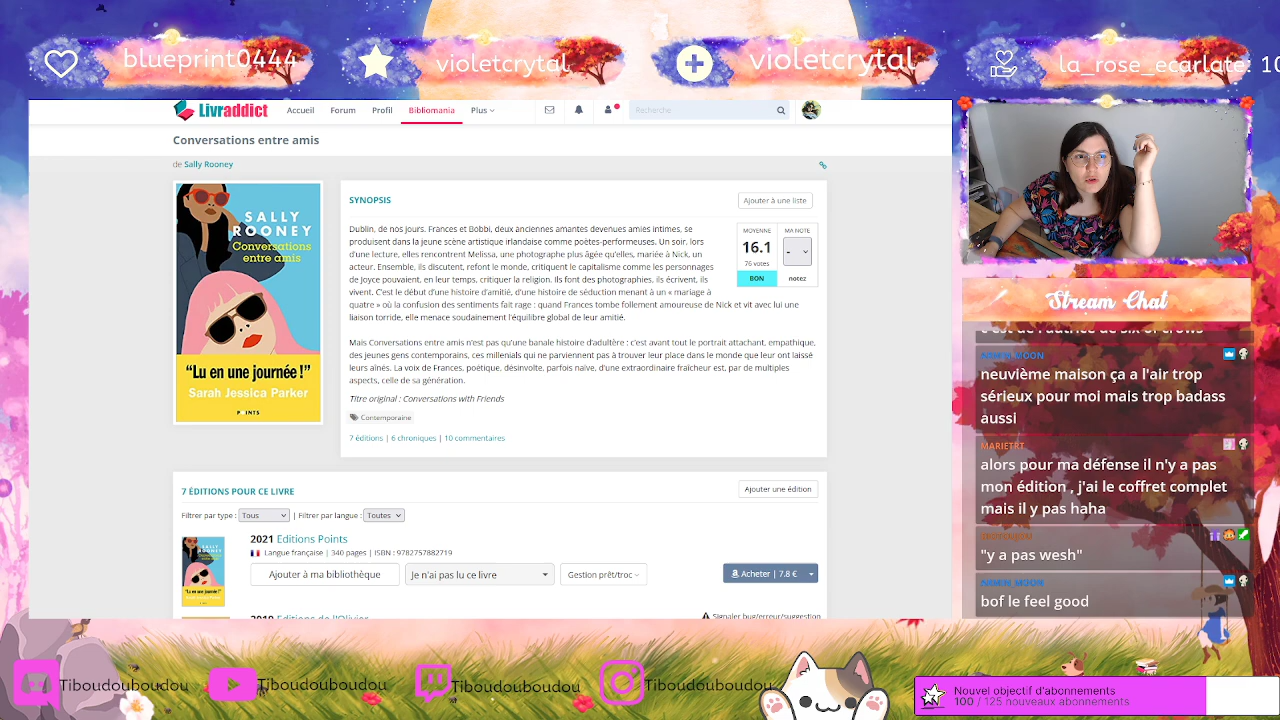 blueprint0444
violetcrytal
violetcrytal
la_rose_ecarlate: 10
Livraddict
Accueil
Forum
Profil
Bibliomania
Plus
Recherche
Conversations entre amis
de Sally Rooney
SALLY
ROONEY
Conversations
entre amis
“Lu en une journée !”
Sarah Jessica Parker
POINTS
SYNOPSIS
Ajouter à une liste
Dublin, de nos jours. Frances et Bobbi, deux anciennes amantes devenues amies intimes, se
produisent dans la jeune scène artistique irlandaise comme poètes-performeuses. Un soir, lors
d'une lecture, elles rencontrent Melissa, une photographe plus âgée qu'elles, mariée à Nick, un
acteur. Ensemble, ils discutent, refont le monde, critiquent le capitalisme comme les personnages
de Joyce pouvaient, en leur temps, critiquer la religion. ils font des photographies, ils écrivent, ils
vivent. C'est le début d'une histoire d'amitié, d'une histoire de séduction menant à un « mariage à
quatre » où la confusion des sentiments fait rage : quand Frances tombe follement amoureuse de Nick et vit avec lui une
liaison torride, elle menace soudainement l'équilibre global de leur amitié.
MOYENNE
16.1
76 votes
BON
MA NOTE
-
notez
Mais Conversations entre amis n'est pas qu'une banale histoire d'adultère : c'est avant tout le portrait attachant, empathique,
des jeunes gens contemporains, ces millenials qui ne parviennent pas à trouver leur place dans le monde que leur ont laissé
leurs aînés. La voix de Frances, poétique, désinvolte, parfois naïve, d'une extraordinaire fraîcheur est, par de multiples
aspects, celle de sa génération.
Titre original : Conversations with Friends
Contemporaine
7 éditions | 6 chroniques | 10 commentaires
7 ÉDITIONS POUR CE LIVRE
Ajouter une édition
Filtrer par type : Tous | Filtrer par langue : Toutes
2021 Editions Points
Langue française | 340 pages | ISBN : 9782757882719
Ajouter à ma bibliothèque
Je n'ai pas lu ce livre
Gestion prêt/troc
Acheter | 7.8 €
Signaler bug/erreur/suggestion
Stream Chat
c'est de l'autrice de six of crows
neuvième maison ça a l'air trop
sérieux pour moi mais trop badass
aussi
MARIETRT
alors pour ma défense il n'y a pas
mon édition , j'ai le coffret complet
mais il y pas haha
"y a pas wesh"
bof le feel good
Tiboudouboudou
Tiboudouboudou
Tiboudouboudou
Tiboudouboudou
Nouvel objectif d'abonnements
100 / 125 nouveaux abonnements